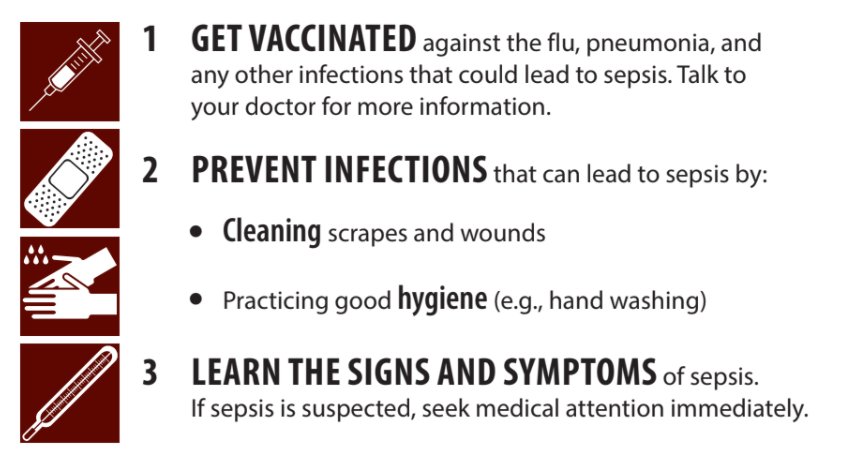 1 GET VACCINATED against the flu, pneumonia, and
any other infections that could lead to sepsis. Talk to
your doctor for more information.
2 PREVENT INFECTIONS that can lead to sepsis by:
• Cleaning scrapes and wounds
• Practicing good hygiene (e.g., hand washing)
3 LEARN THE SIGNS AND SYMPTOMS of sepsis.
If sepsis is suspected, seek medical attention immediately.